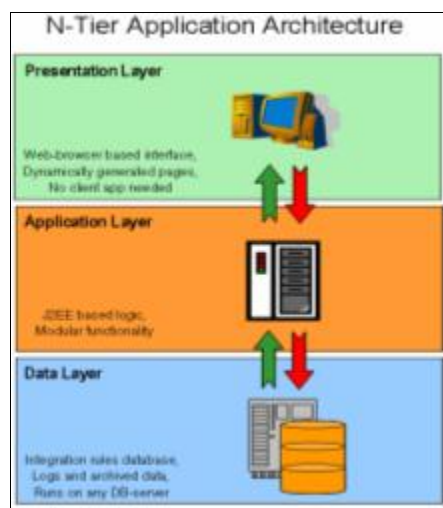 N-Tier Application Architecture
Presentation Layer
Web-browser based interface,
Dynamically generated pages,
No client app needed
Application Layer
J2EE based logic,
Modular functionality
Data Layer
Integration rules database,
Logs and archived data,
Runs on any DB-server